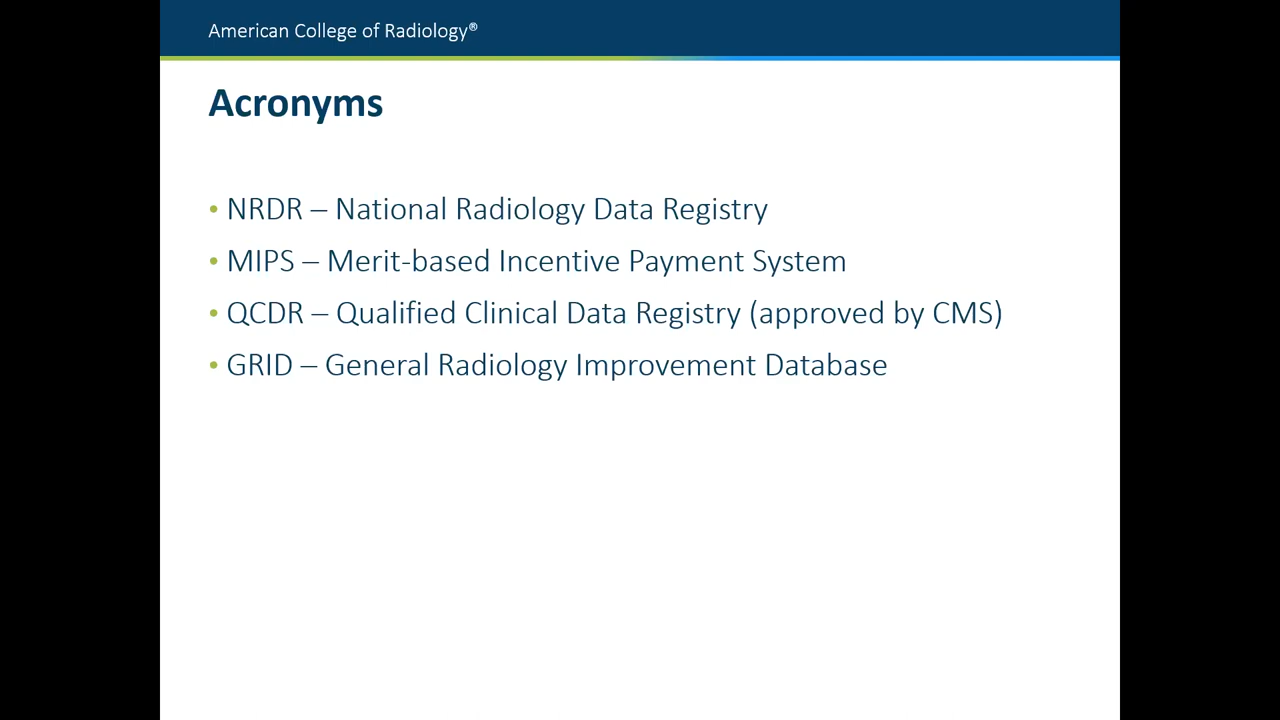 American College of Radiology®
Acronyms
• NRDR – National Radiology Data Registry
• MIPS – Merit-based Incentive Payment System
• QCDR – Qualified Clinical Data Registry (approved by CMS)
• GRID – General Radiology Improvement Database